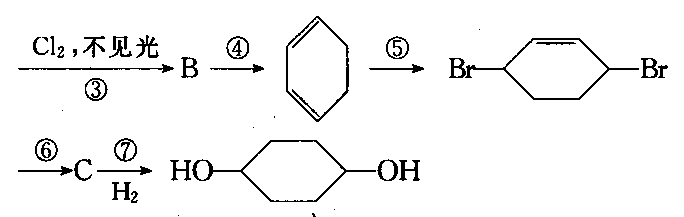 Cl₂,不见光
③
B
④
⑤
Br
Br
⑥
C
⑦
H₂
HO
OH